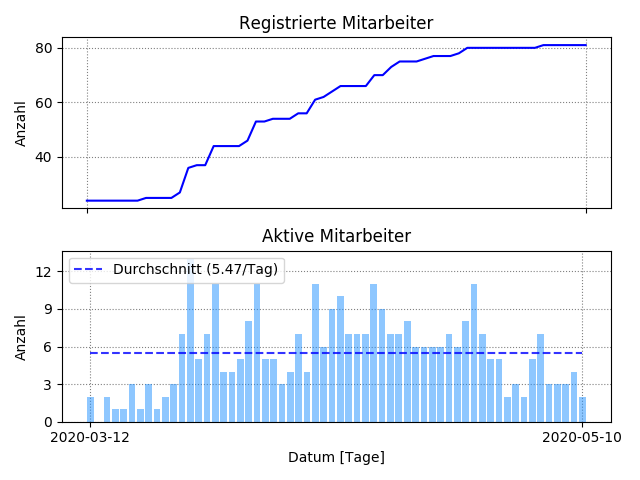 Registrierte Mitarbeiter
80
60
40
Anzahl
Aktive Mitarbeiter
Durchschnitt (5.47/Tag)
12
9
6
3
0
Anzahl
2020-03-12
2020-05-10
Datum [Tage]